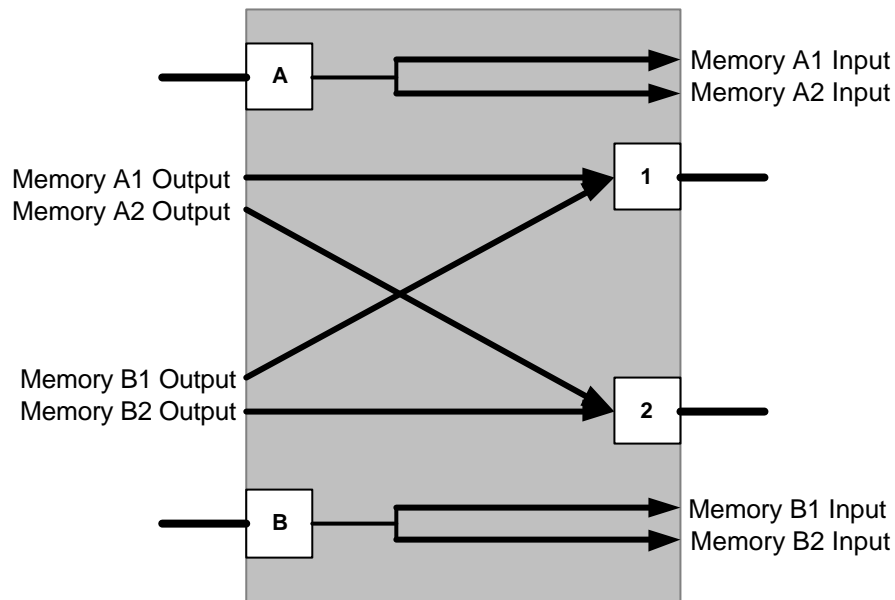 A
Memory A1 Input
Memory A2 Input
1
Memory A1 Output
Memory A2 Output
Memory B1 Output
Memory B2 Output
2
B
Memory B1 Input
Memory B2 Input